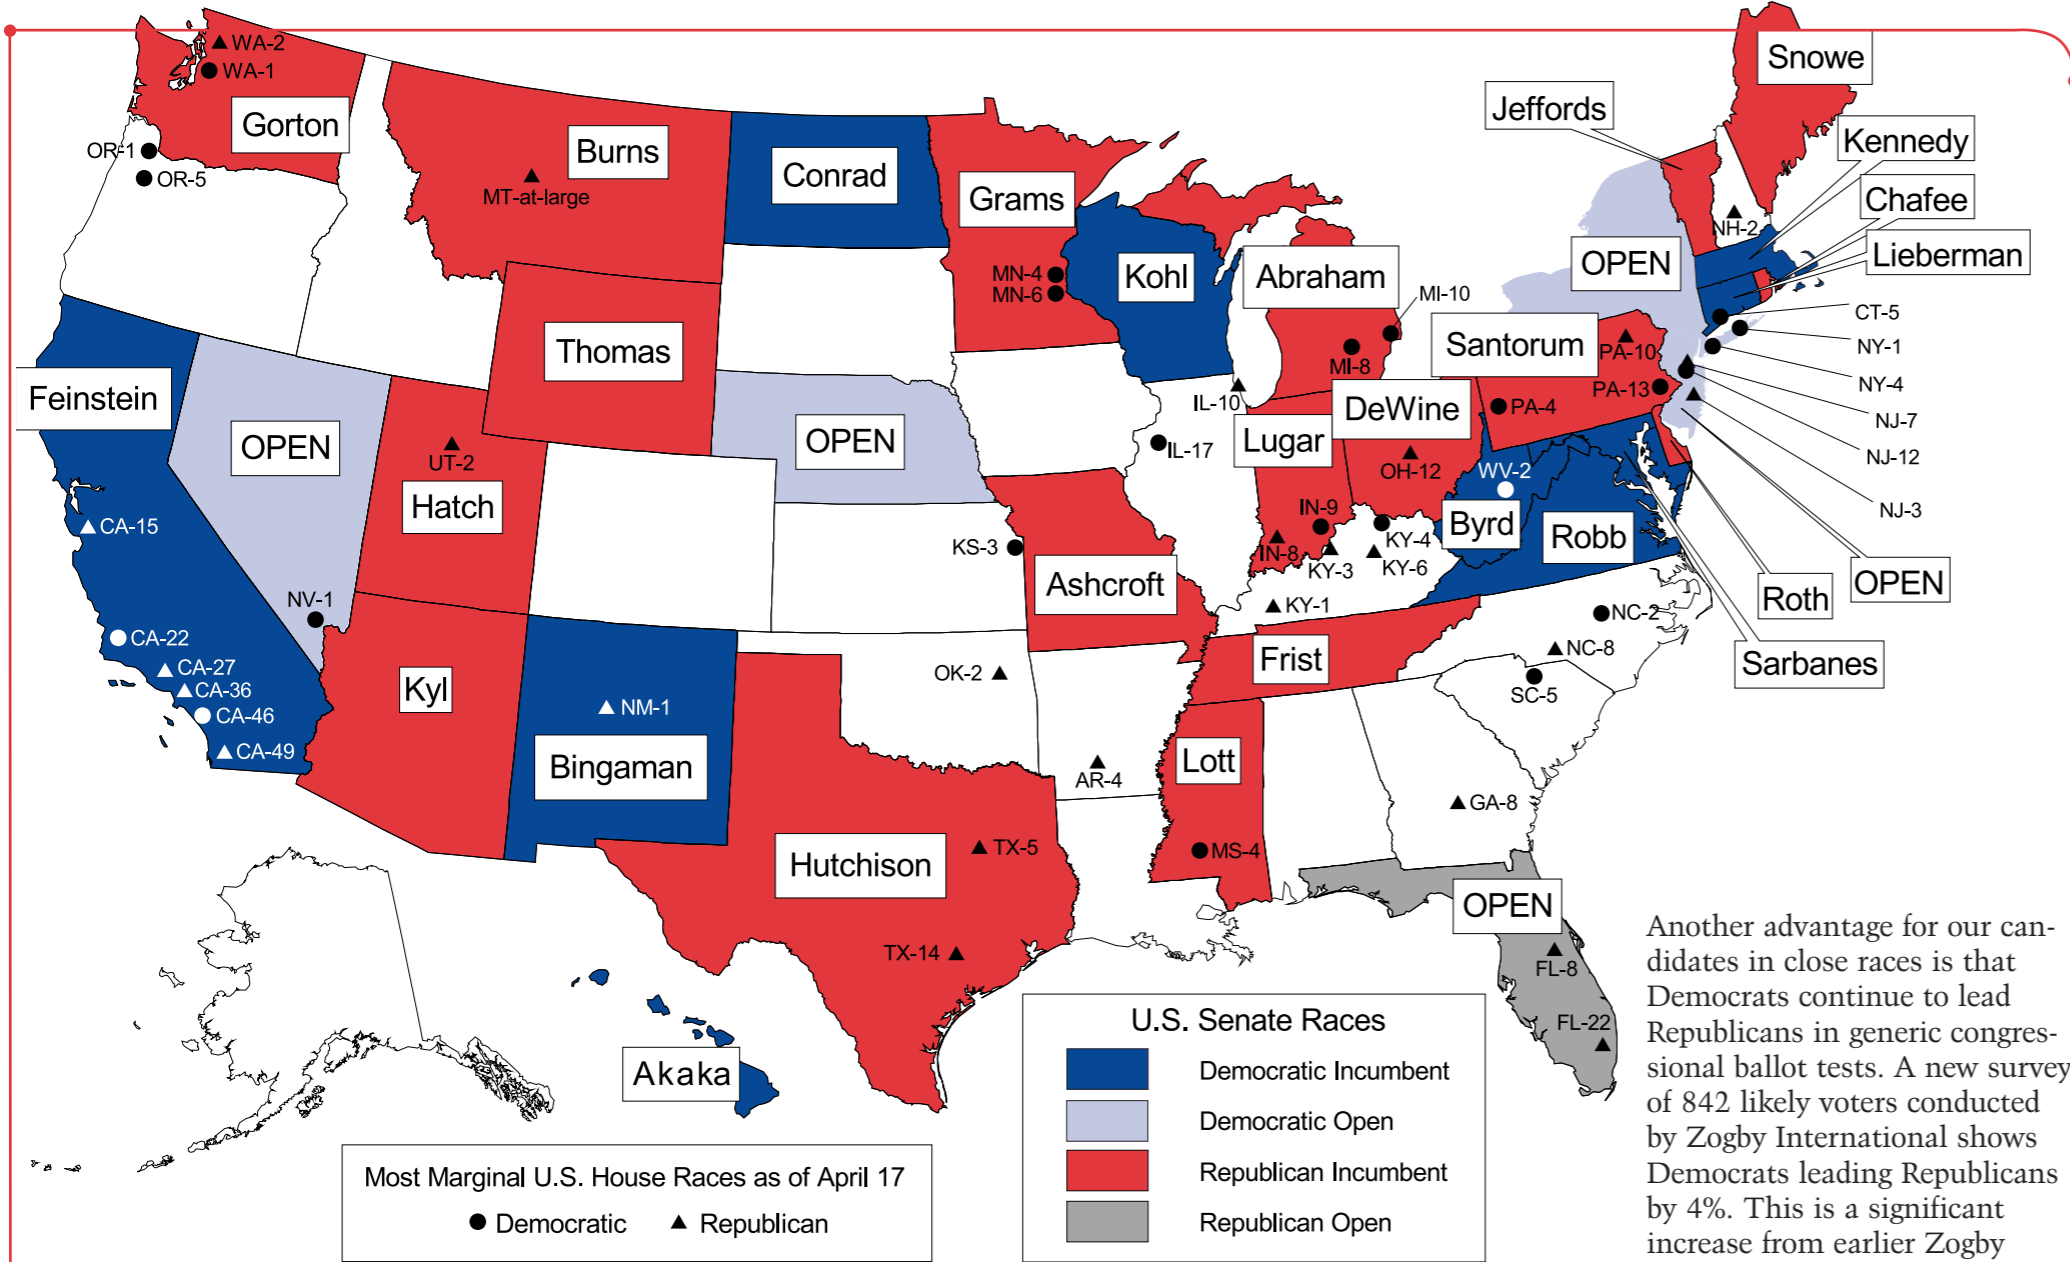 WA-2
WA-1
Gorton
OR-1
OR-5
Burns
MT-at-large
Conrad
Grams
MN-4
MN-6
Kohl
Abraham
MI-10
MI-8
Snowe
Jeffords
Kennedy
Chafee
Lieberman
NH-2
OPEN
CT-5
NY-1
NY-4
NJ-7
NJ-12
NJ-3
OPEN
Roth
Sarbanes
Santorum
PA-10
PA-13
PA-4
Thomas
Feinstein
OPEN
UT-2
Hatch
OPEN
IL-10
IL-17
Lugar
DeWine
OH-12
WV-2
Byrd
Robb
IN-9
IN-8
KY-4
KY-3
KY-6
KY-1
CA-15
NV-1
CA-22
CA-27
CA-36
CA-46
CA-49
Kyl
NM-1
Bingaman
KS-3
Ashcroft
OK-2
AR-4
Frist
NC-2
NC-8
SC-5
Lott
MS-4
GA-8
Hutchison
TX-5
TX-14
OPEN
FL-8
FL-22
Akaka
Most Marginal U.S. House Races as of April 17
Democratic Republican
U.S. Senate Races
Democratic Incumbent
Democratic Open
Republican Incumbent
Republican Open
Another advantage for our can-
didates in close races is that
Democrats continue to lead
Republicans in generic congres-
sional ballot tests. A new survey
of 842 likely voters conducted
by Zogby International shows
Democrats leading Republicans
by 4%. This is a significant
increase from earlier Zogby